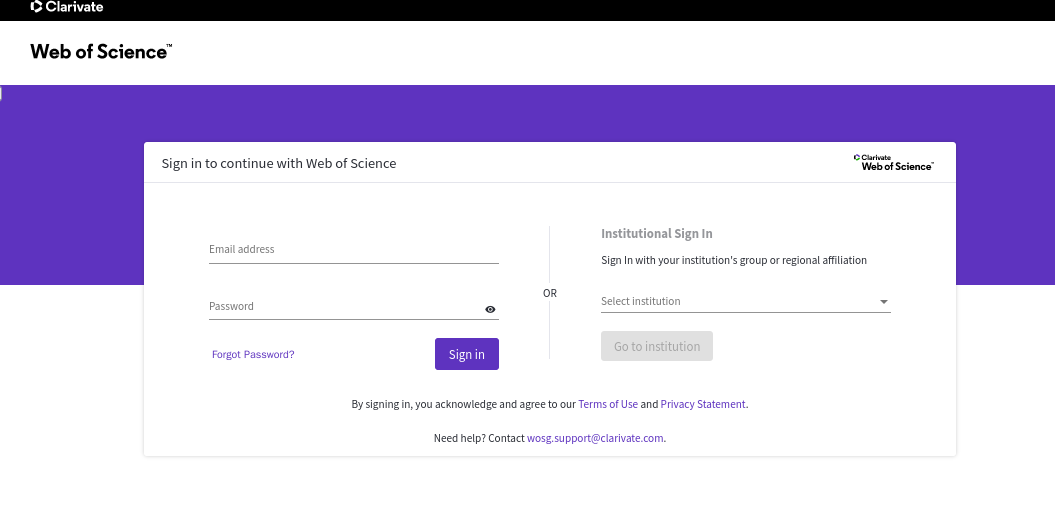 Clarivate
Web of Science™
Sign in to continue with Web of Science
Clarivate
Web of Science™
Email address
Password
Forgot Password?
Sign in
OR
Institutional Sign In
Sign In with your institution's group or regional affiliation
Select institution
Go to institution
By signing in, you acknowledge and agree to our Terms of Use and Privacy Statement.
Need help? Contact wosg.support@clarivate.com.